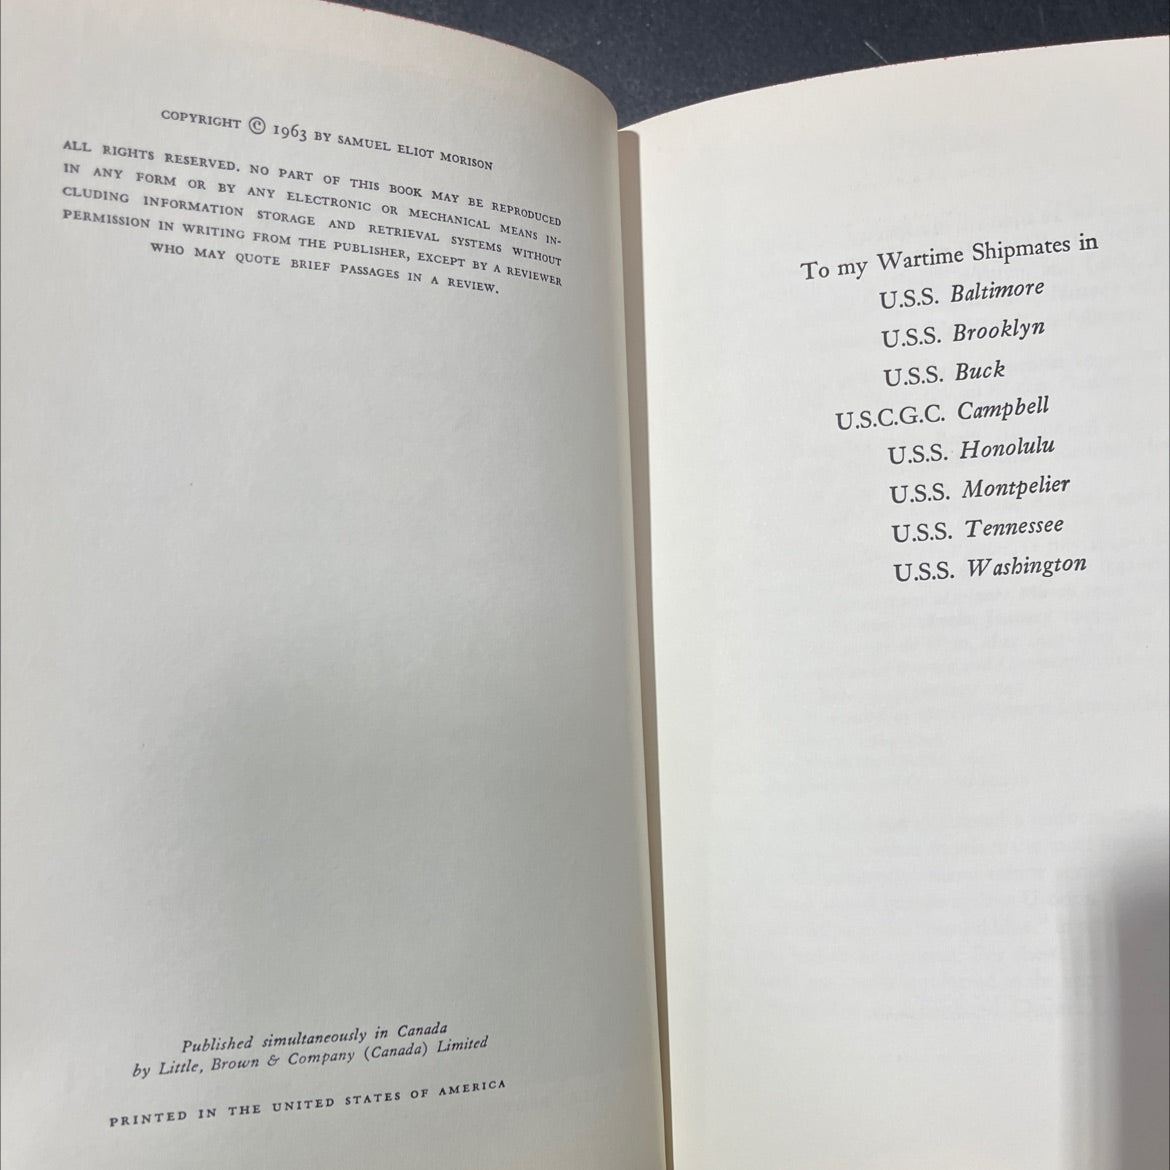 COPYRIGHT © 1963 BY SAMUEL ELIOT MORISON
ALL RIGHTS RESERVED. NO PART OF THIS BOOK MAY BE REPRODUCED
IN ANY FORM OR BY ANY ELECTRONIC OR MECHANICAL MEANS IN-
CLUDING INFORMATION STORAGE AND RETRIEVAL SYSTEMS WITHOUT
PERMISSION IN WRITING FROM THE PUBLISHER, EXCEPT BY A REVIEWER
WHO MAY QUOTE BRIEF PASSAGES IN A REVIEW.
Published simultaneously in Canada
by Little, Brown & Company (Canada) Limited
PRINTED IN THE UNITED STATES OF AMERICA
To my Wartime Shipmates in
U.S.S. Baltimore
U.S.S. Brooklyn
U.S.S. Buck
U.S.C.G.C. Campbell
U.S.S. Honolulu
U.S.S. Montpelier
U.S.S. Tennessee
U.S.S. Washington